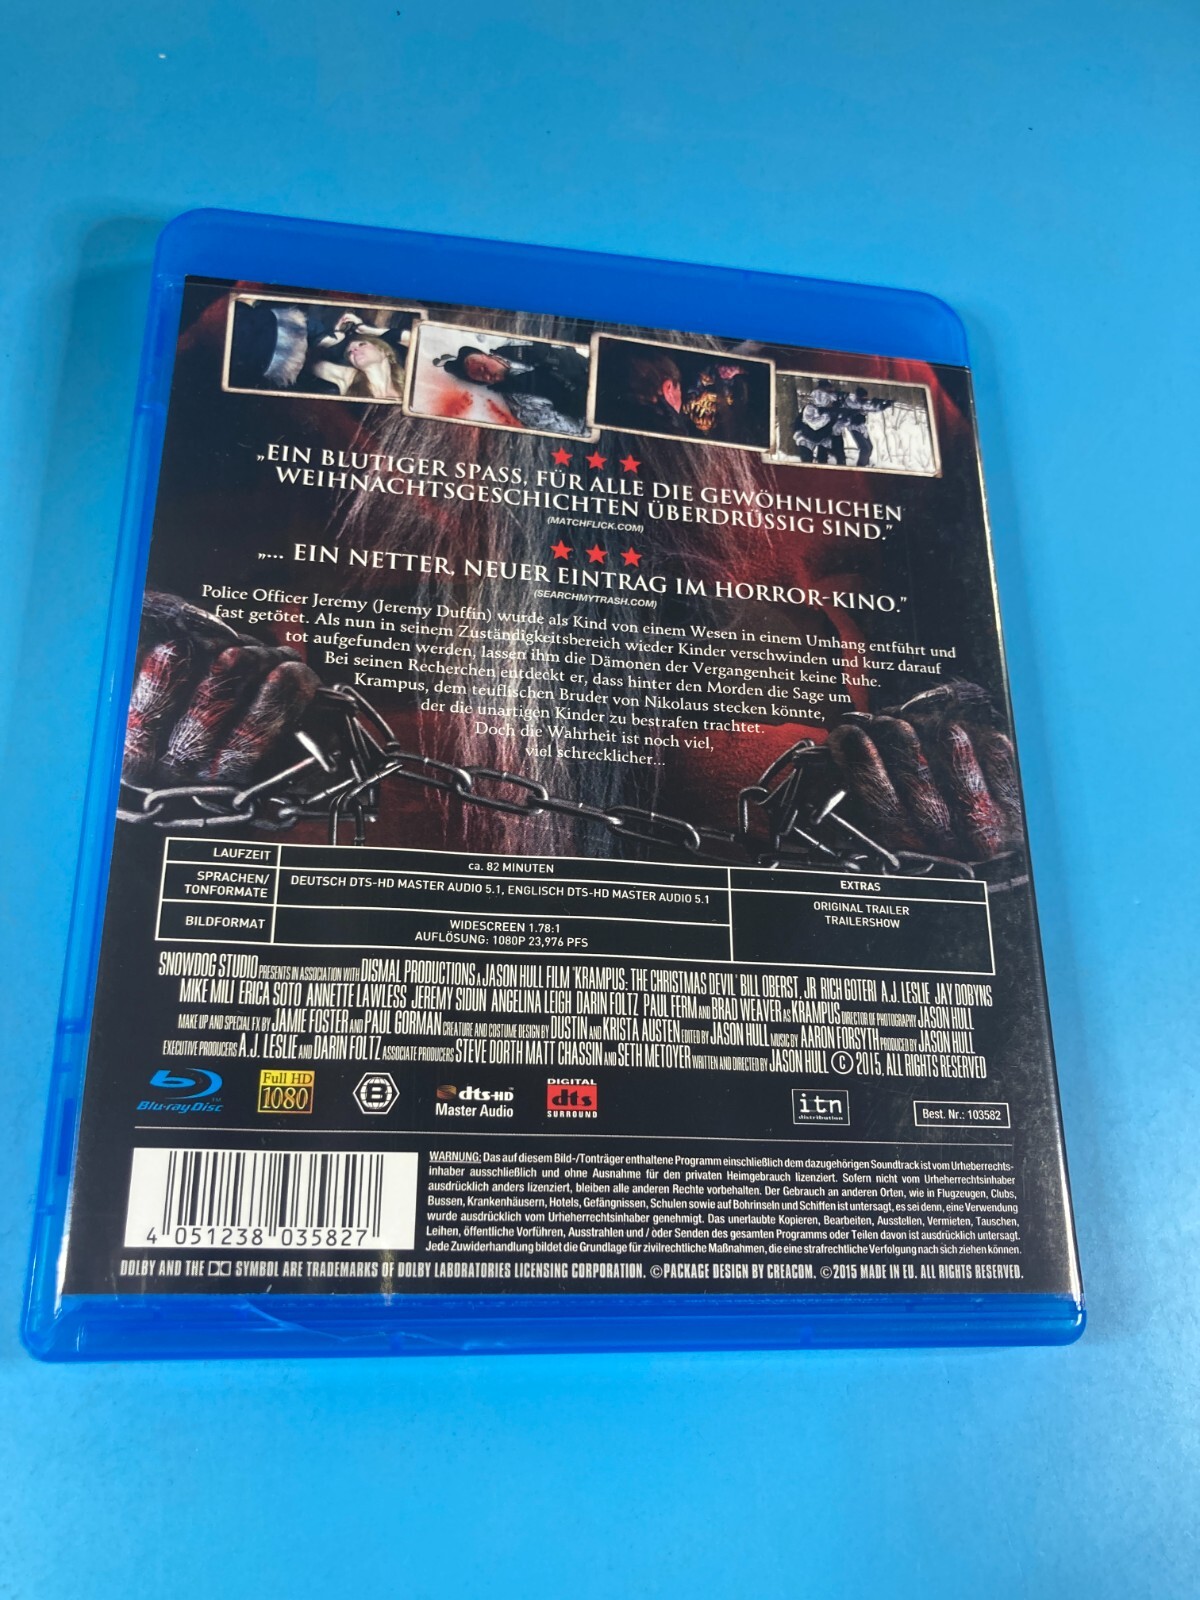 „EIN BLUTIGER SPASS, FÜR ALLE DIE GEWÖHNLICHEN
WEIHNACHTSGESCHICHTEN ÜBERDRÜSSIG SIND.”
(MATCHFLICK.COM)
„... EIN NETTER, NEUER EINTRAG IM HORROR-KINO.”
(SEARCHMYTRASH.COM)
Police Officer Jeremy (Jeremy Duffin) wurde als Kind von einem Wesen in einem Umhang entführt und
fast getötet. Als nun in seinem Zuständigkeitsbereich wieder Kinder verschwinden und kurz darauf
tot aufgefunden werden, lassen ihm die Dämonen der Vergangenheit keine Ruhe.
Bei seinen Recherchen entdeckt er, dass hinter den Morden die Sage um
Krampus, dem teuflischen Bruder von Nikolaus stecken könnte,
der die unartigen Kinder zu bestrafen trachtet.
Doch die Wahrheit ist noch viel,
viel schrecklicher...
LAUFZEIT
ca. 82 MINUTEN
SPRACHEN/
TONFORMATE
DEUTSCH DTS-HD MASTER AUDIO 5.1, ENGLISCH DTS-HD MASTER AUDIO 5.1
BILDFORMAT
WIDESCREEN 1.78:1
AUFLÖSUNG: 1080P 23,976 PFS
EXTRAS
ORIGINAL TRAILER
TRAILERSHOW
SNOWDOG STUDIO PRESENTS IN ASSOCIATION WITH DISMAL PRODUCTIONS A JASON HULL FILM "KRAMPUS: THE CHRISTMAS DEVIL" BILL OBERST, JR RICH GOTERI A.J. LESLIE JAY DOBYNS
MIKE MILI ERICA SOTO ANNETTE LAWLESS JEREMY SIDUN ANGELINA LEIGH DARIN FOLTZ PAUL FERM AND BRAD WEAVER AS KRAMPUS DIRECTOR OF PHOTOGRAPHY JASON HULL
MAKE UP AND SPECIAL FX BY JAMIE FOSTER AND PAUL GORMAN CREATURE AND COSTUME DESIGN BY DUSTIN AND KRISTA AUSTEN EDITED BY JASON HULL MUSIC BY AARON FORSYTH PRODUCED BY JASON HULL
EXECUTIVE PRODUCERS A.J. LESLIE AND DARIN FOLTZ ASSOCIATE PRODUCERS STEVE DORTH MATT CHASSIN AND SETH METOYER WRITTEN AND DIRECTED BY JASON HULL © 2015, ALL RIGHTS RESERVED
Blu-ray Disc™
Full HD
1080
B
dts-HD™
Master Audio
DIGITAL
dts
SURROUND
itn
distribution
Best. Nr.: 103582
WARNUNG: Das auf diesem Bild-/Tonträger enthaltene Programm einschließlich dem dazugehörigen Soundtrack ist vom Urheberrechts-
inhaber ausschließlich und ohne Ausnahme für den privaten Heimgebrauch lizenziert. Sofern nicht vom Urheberrechtsinhaber
ausdrücklich anders lizenziert, bleiben alle anderen Rechte vorbehalten. Der Gebrauch an anderen Orten, wie in Flugzeugen, Clubs,
Bussen, Krankenhäusern, Hotels, Gefängnissen, Schulen sowie auf Bohrinseln und Schiffen ist untersagt, es sei denn, eine Verwendung
wurde ausdrücklich vom Urheberrechtsinhaber genehmigt. Das unerlaubte Kopieren, Bearbeiten, Ausstellen, Vermieten, Tauschen,
Leihen, öffentliche Vorführen, Ausstrahlen und / oder Senden des gesamten Programms oder Teilen davon ist ausdrücklich untersagt.
Jede Zuwiderhandlung bildet die Grundlage für zivilrechtliche Maßnahmen, die eine strafrechtliche Verfolgung nach sich ziehen können.
4 051238 035827
DOLBY AND THE SYMBOL ARE TRADEMARKS OF DOLBY LABORATORIES LICENSING CORPORATION. ©PACKAGE DESIGN BY CREACOM. ©2015 MADE IN EU. ALL RIGHTS RESERVED.